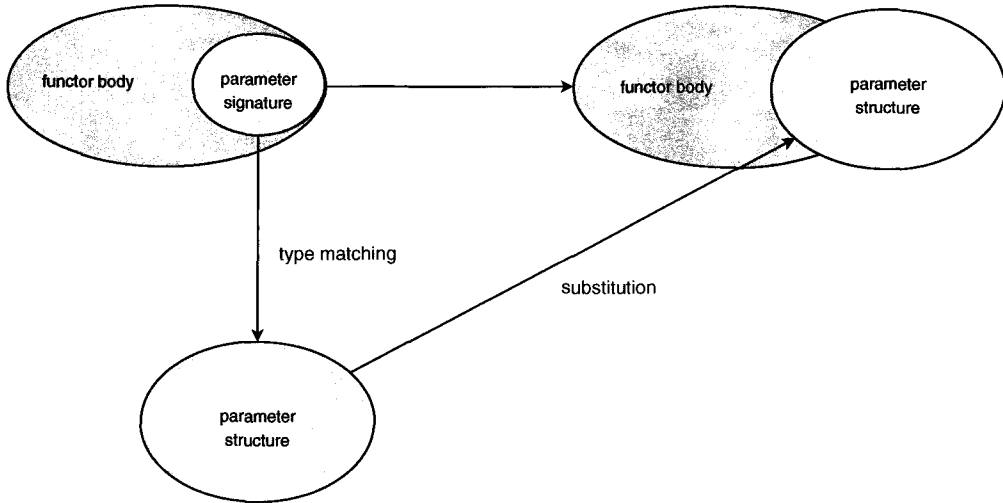 functor body
parameter
signature
functor body
parameter
structure
type matching
substitution
parameter
structure